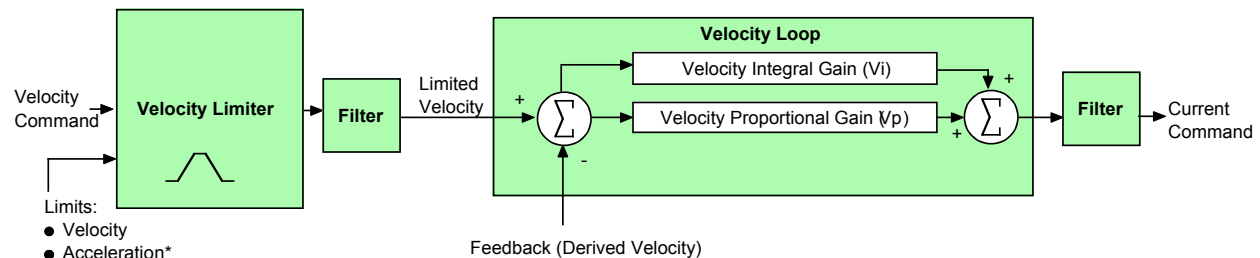 Velocity
Command
Limits:
● Velocity
● Acceleration*
Velocity Limiter
Filter
Limited
Velocity
Velocity Loop
Velocity Integral Gain (Vi)
Velocity Proportional Gain (Vp)
+
-
+
+
Σ
Σ
Feedback (Derived Velocity)
Filter
Current
Command